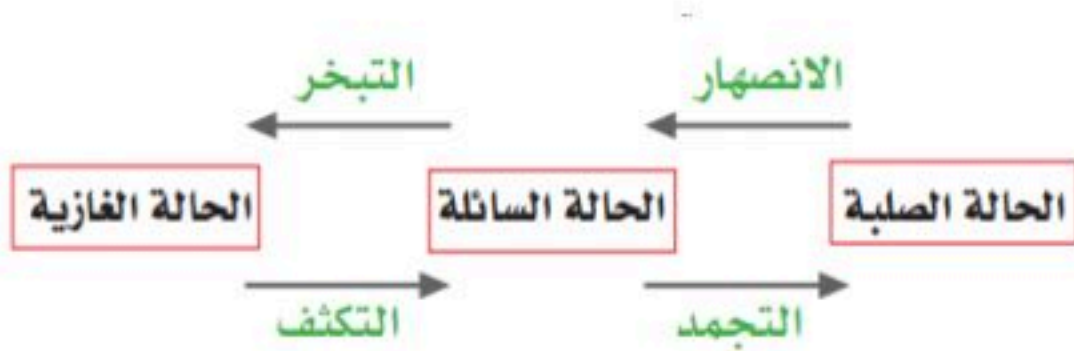 الانصهار التبخر
الحالة الصلبة الحالة السائلة الحالة الغازية
التجمد التكثف